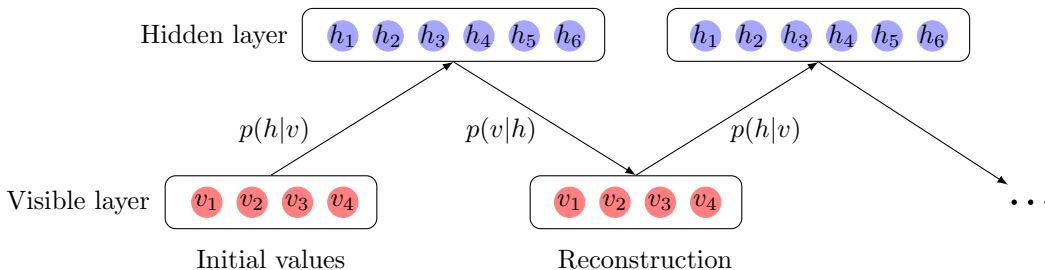 Hidden layer h₁ h₂ h₃ h₄ h₅ h₆ h₁ h₂ h₃ h₄ h₅ h₆
p(h|v) p(v|h) p(h|v)
Visible layer v₁ v₂ v₃ v₄ v₁ v₂ v₃ v₄ ...
Initial values Reconstruction